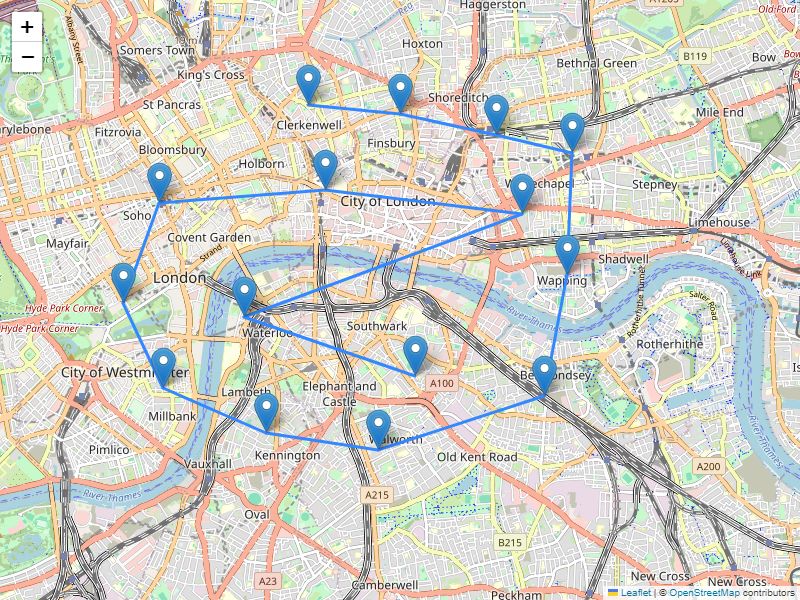 Haggerston
+
−
Albany Street
Somers Town
Hoxton
Old-Ford
B119
Bow
Bethnal Green
King's Cross
St Pancras
Shoreditch
Mile End
Clerkenwell
Fitzrovia
Finsbury
Bloomsbury
Holborn
Stepney
City of London
Soho
Limehouse
Covent Garden
Strand
Mayfair
Shadwell
Limehouse Link
London
Wapping
Rotherhithe Tunnel
Salter Road
Hyde Park Corner
River-Thames
Hyde Park Corner
Southwark
Waterloo
Rotherhithe
City of Westminster
A100
Lambeth
Elephant and
Castle
Millbank
Walworth
Pimlico
Kennington
Old Kent Road
Vauxhall
River-Thames
A200
River Thames
A215
Oval
B215
A23
Camberwell
New Cross
New Cross
Peckham
Leaflet | © OpenStreetMap contributors